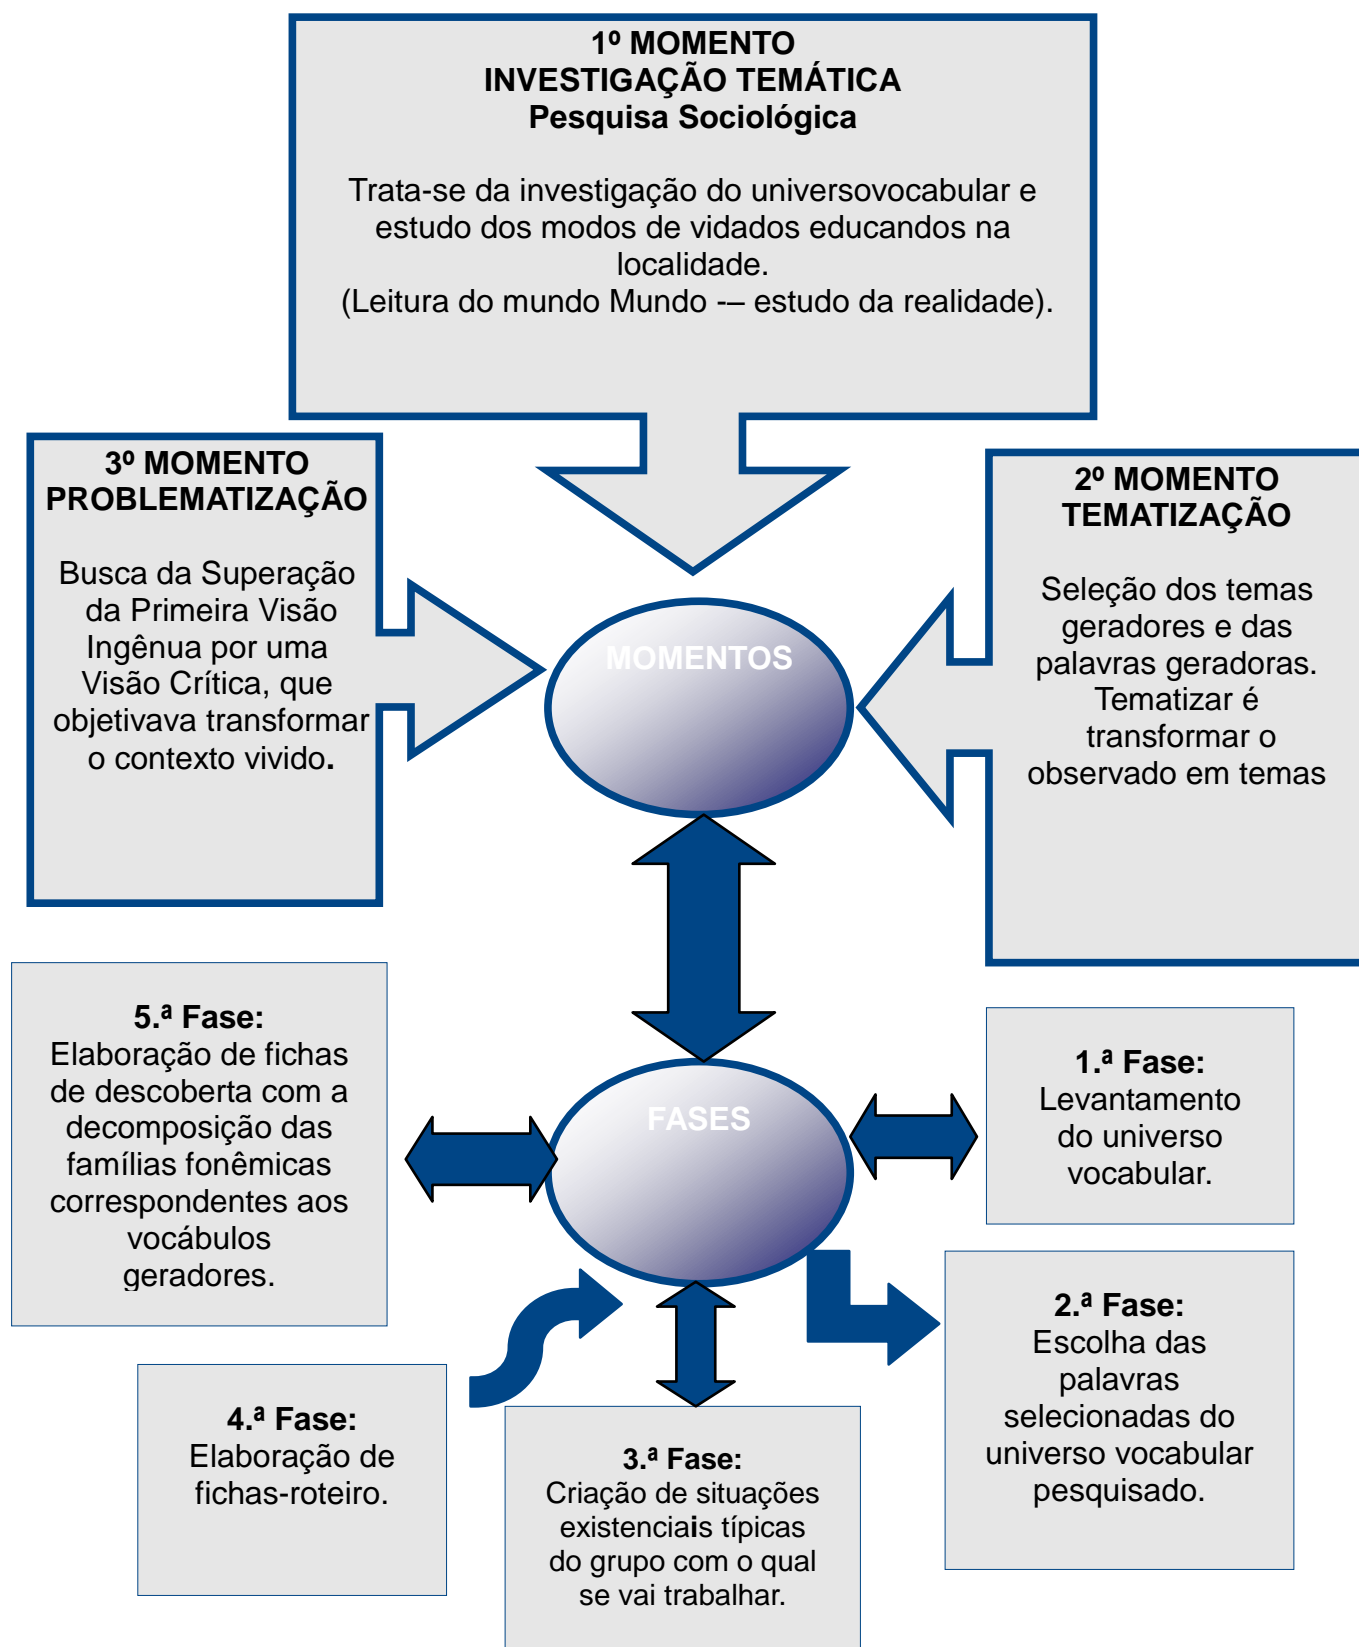 1º MOMENTO
INVESTIGAÇÃO TEMÁTICA
Pesquisa Sociológica
Trata-se da investigação do universovocabular e
estudo dos modos de vidados educandos na
localidade.
(Leitura do mundo Mundo -– estudo da realidade).
3º MOMENTO
PROBLEMATIZAÇÃO
Busca da Superação
da Primeira Visão
Ingênua por uma
Visão Crítica, que
objetivava transformar
o contexto vivido.
2º MOMENTO
TEMATIZAÇÃO
Seleção dos temas
geradores e das
palavras geradoras.
Tematizar é
transformar o
observado em temas
MOMENTOS
5.ª Fase:
Elaboração de fichas
de descoberta com a
decomposição das
famílias fonêmicas
correspondentes aos
vocábulos
geradores.
FASES
1.ª Fase:
Levantamento
do universo
vocabular.
2.ª Fase:
Escolha das
palavras
selecionadas do
universo vocabular
pesquisado.
4.ª Fase:
Elaboração de
fichas-roteiro.
3.ª Fase:
Criação de situações
existenciais típicas
do grupo com o qual
se vai trabalhar.